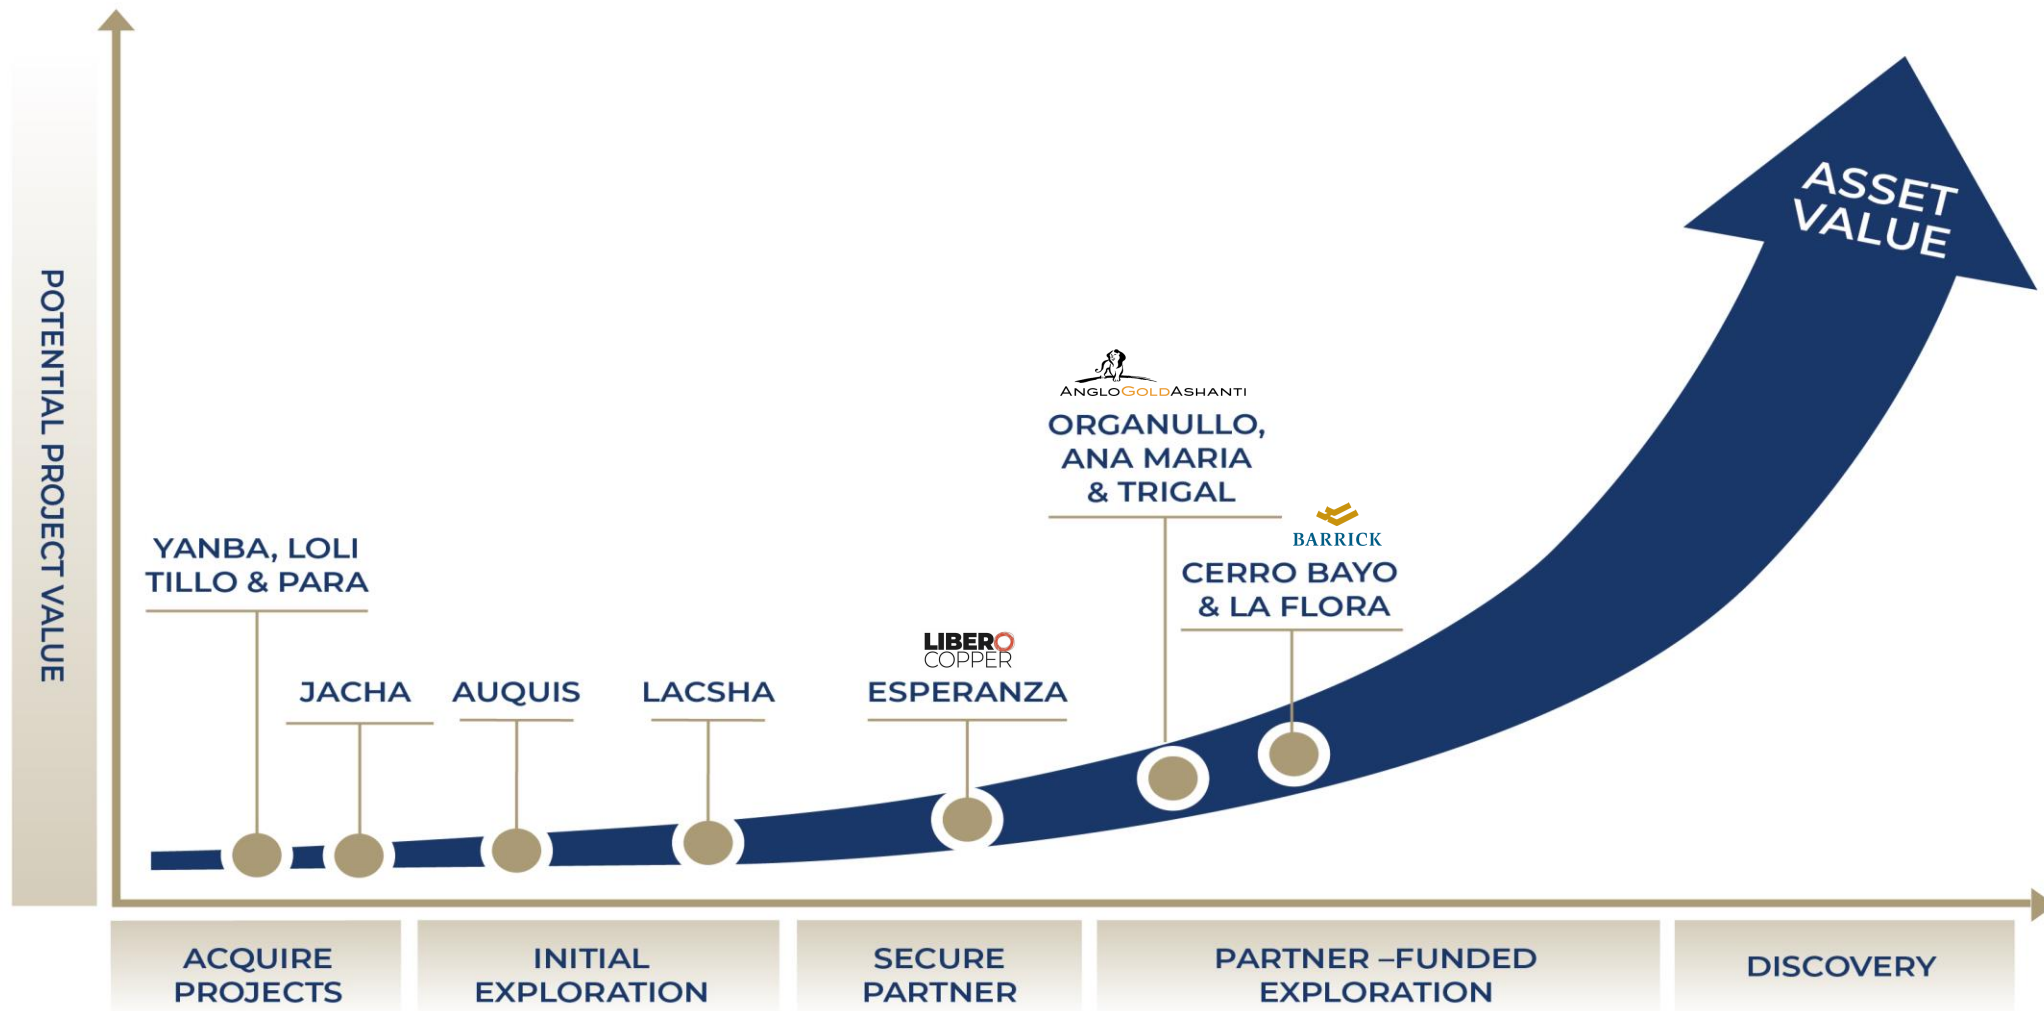 POTENTIAL PROJECT VALUE
ASSET
VALUE
ANGLOGOLDASHANTI
ORGANULLO,
ANA MARIA
& TRIGAL
BARRICK
CERRO BAYO
& LA FLORA
YANBA, LOLI
TILLO & PARA
LIBERO
COPPER
JACHA
AUQUIS
LACSHA
ESPERANZA
ACQUIRE
PROJECTS
INITIAL
EXPLORATION
SECURE
PARTNER
PARTNER –FUNDED
EXPLORATION
DISCOVERY